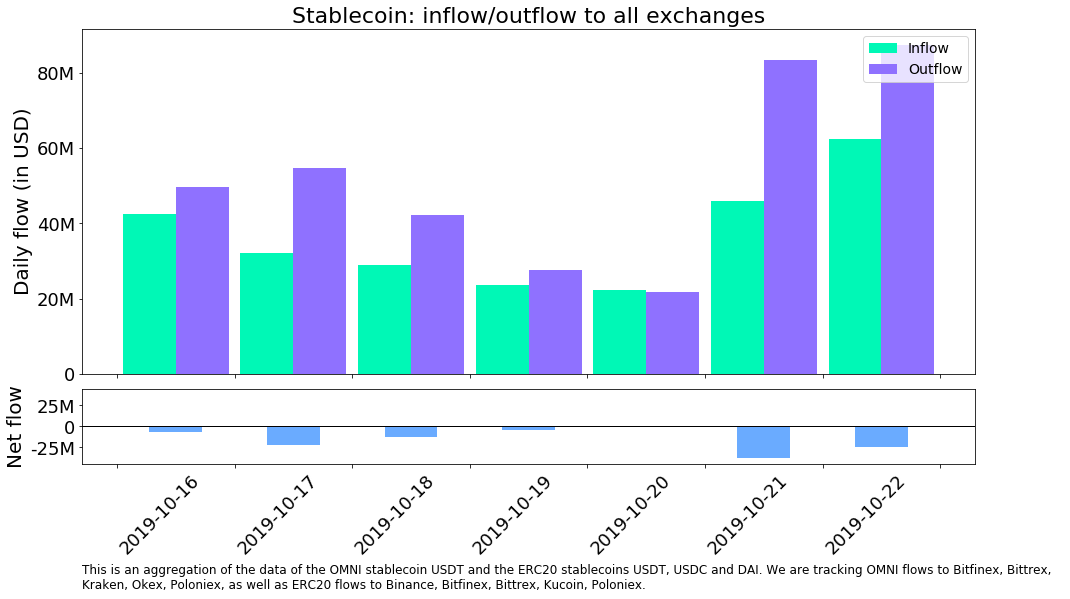 Stablecoin: inflow/outflow to all exchanges
Inflow
Outflow
Daily flow (in USD)
80M
60M
40M
20M
0
Net flow
25M
0
-25M
2019-10-16
2019-10-17
2019-10-18
2019-10-19
2019-10-20
2019-10-21
2019-10-22
This is an aggregation of the data of the OMNI stablecoin USDT and the ERC20 stablecoins USDT, USDC and DAI. We are tracking OMNI flows to Bitfinex, Bittrex,
Kraken, Okex, Poloniex, as well as ERC20 flows to Binance, Bitfinex, Bittrex, Kucoin, Poloniex.